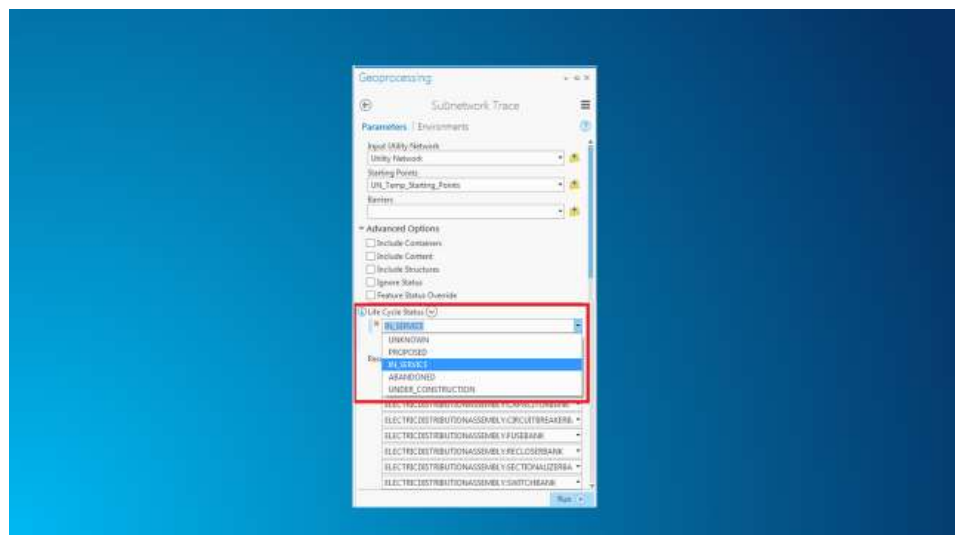 Geoprocessing
Subnetwork Trace
Parameters | Environments
Input Utility Network
Utility Network
Starting Points
UN_Temp_Starting_Points
Barriers
Advanced Options
Include Containers
Include Content
Include Structures
Ignore Status
Feature Status Override
Life Cycle Status
IN_SERVICE
UNKNOWN
PROPOSED
IN_SERVICE
ABANDONED
UNDER_CONSTRUCTION
ELECTRICDISTRIBUTIONASSEMBLY:CAPACITORBANK
ELECTRICDISTRIBUTIONASSEMBLY:CIRCUITBREAKERB
ELECTRICDISTRIBUTIONASSEMBLY:FUSEBANK
ELECTRICDISTRIBUTIONASSEMBLY:RECLOSERBANK
ELECTRICDISTRIBUTIONASSEMBLY:SECTIONALIZERBA
ELECTRICDISTRIBUTIONASSEMBLY:SWITCHBANK
Run